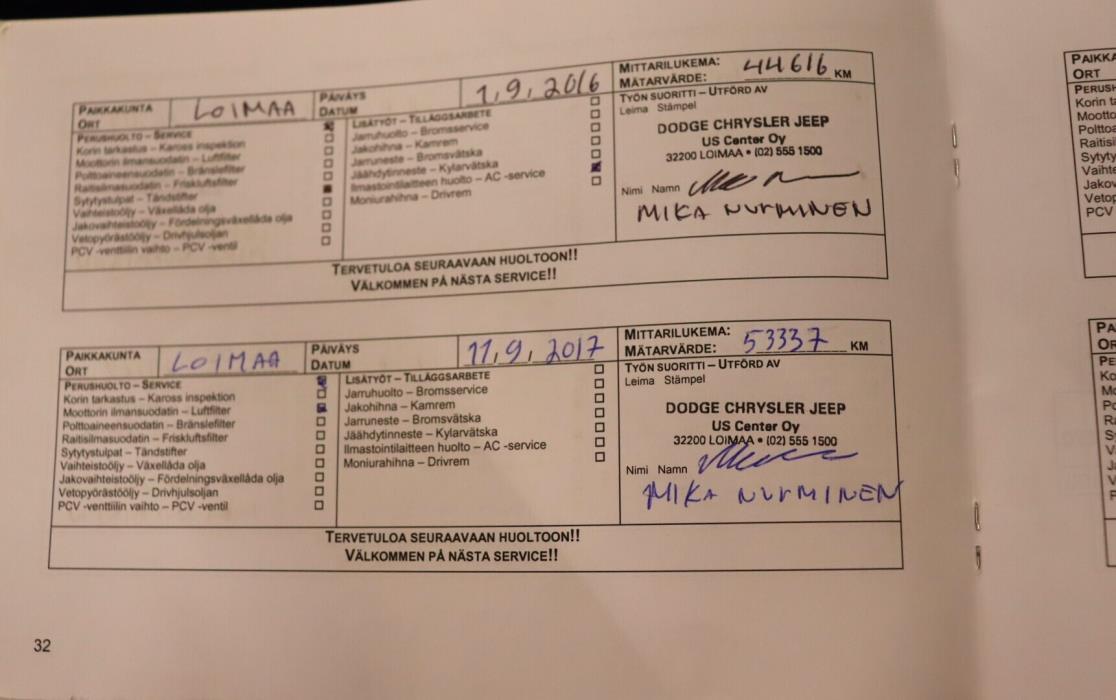 PAIKKAKUNTA
ORT
LOIMAA
PÄIVÄYS
DATUM
1,9,2016
MITTARILUKEMA:
MÄTARVÄRDE:
44616 KM
PERUSHUOLTO – SERVICE
Korin tarkastus – Kaross inspektion
Moottorin ilmansuodatin – Luftfilter
Polttoaineensuodatin – Bränslefilter
Raitisilmasuodatin – Friskluftsfilter
Sytytystulpat – Tändstifter
Vaihteistoöljy – Växellåda olja
Jakovaihteistoöljy – Fördelningsväxellåda olja
Vetopyörästööljy – Drivhjulsoljan
PCV -venttiilin vaihto – PCV -ventil
LISÄTYÖT – TILLÄGGSARBETE
Jarruhuolto – Bromsservice
Jakohihna – Kamrem
Jarruneste – Bromsvätska
Jäähdytinneste – Kylarvätska
Ilmastointilaitteen huolto – AC -service
Moniurahihna – Drivrem
TYÖN SUORITTI – UTFÖRD AV
Leima Stämpel
DODGE CHRYSLER JEEP
US Center Oy
32200 LOIMAA • (02) 555 1500
Nimi Namn
MIKA NURMINEN
TERVETULOA SEURAAVAAN HUOLTOON!!
VÄLKOMMEN PÅ NÄSTA SERVICE!!
PAIKKAKUNTA
ORT
LOIMAA
PÄIVÄYS
DATUM
11,9,2017
MITTARILUKEMA:
MÄTARVÄRDE:
53337 KM
PERUSHUOLTO – SERVICE
Korin tarkastus – Kaross inspektion
Moottorin ilmansuodatin – Luftfilter
Polttoaineensuodatin – Bränslefilter
Raitisilmasuodatin – Friskluftsfilter
Sytytystulpat – Tändstifter
Vaihteistoöljy – Växellåda olja
Jakovaihteistoöljy – Fördelningsväxellåda olja
Vetopyörästööljy – Drivhjulsoljan
PCV -venttiilin vaihto – PCV -ventil
LISÄTYÖT – TILLÄGGSARBETE
Jarruhuolto – Bromsservice
Jakohihna – Kamrem
Jarruneste – Bromsvätska
Jäähdytinneste – Kylarvätska
Ilmastointilaitteen huolto – AC -service
Moniurahihna – Drivrem
TYÖN SUORITTI – UTFÖRD AV
Leima Stämpel
DODGE CHRYSLER JEEP
US Center Oy
32200 LOIMAA • (02) 555 1500
Nimi Namn
MIKA NURMINEN
TERVETULOA SEURAAVAAN HUOLTOON!!
VÄLKOMMEN PÅ NÄSTA SERVICE!!
32
ORT
PCV